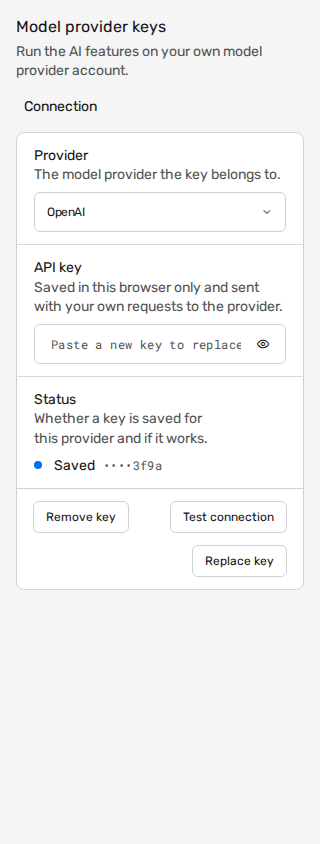 Model provider keys
Run the AI features on your own model
provider account.
Connection
Provider
The model provider the key belongs to.
OpenAI
API key
Saved in this browser only and sent
with your own requests to the provider.
Paste a new key to replace
Status
Whether a key is saved for
this provider and if it works.
Saved ••••3f9a
Remove key
Test connection
Replace key